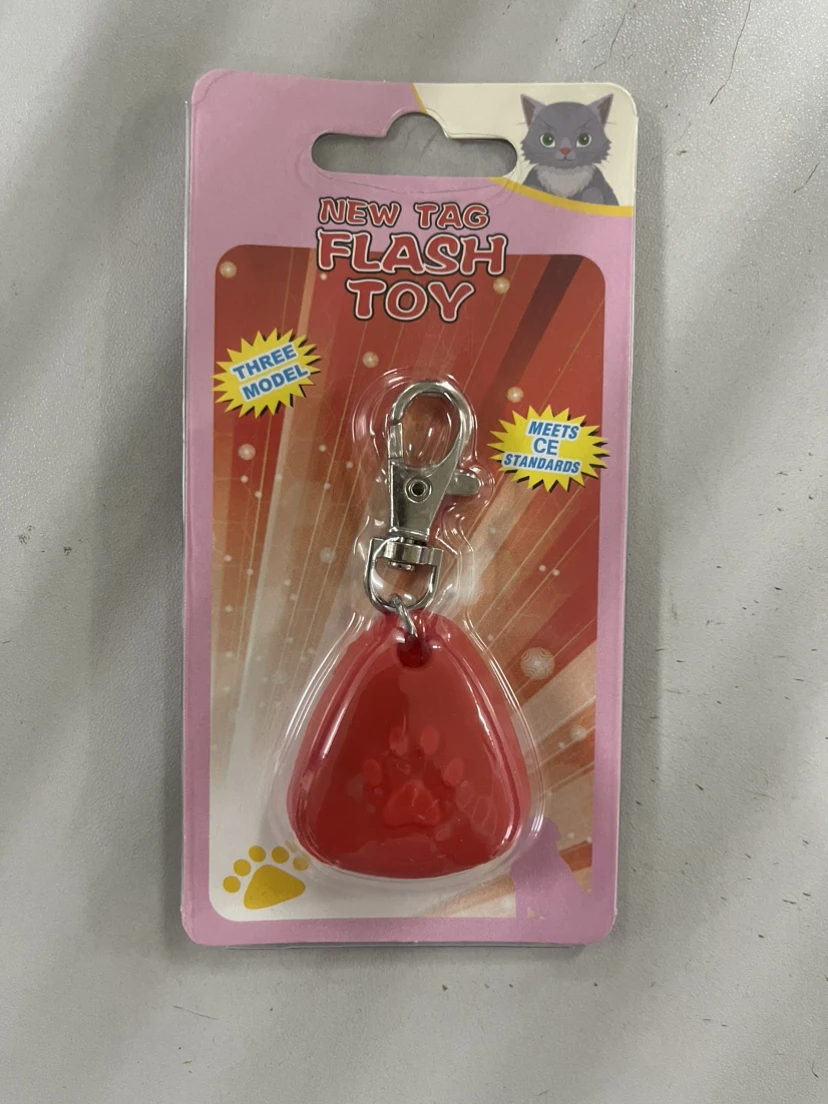 NEW TAG
FLASH
TOY
THREE
MODEL
MEETS
CE
STANDARDS